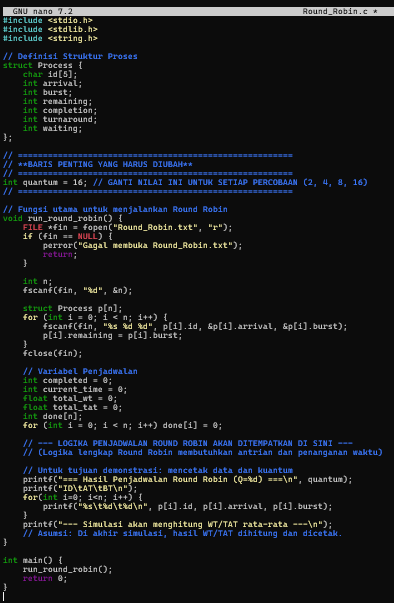 GNU nano 7.2 Round_Robin.c *
#include <stdio.h>
#include <stdlib.h>
#include <string.h>

// Definisi Struktur Proses
struct Process {
    char id[5];
    int arrival;
    int burst;
    int remaining;
    int completion;
    int turnaround;
    int waiting;
};

// =======================================================
// **BARIS PENTING YANG HARUS DIUBAH**
// =======================================================
int quantum = 16; // GANTI NILAI INI UNTUK SETIAP PERCOBAAN (2, 4, 8, 16)
// =======================================================

// Fungsi utama untuk menjalankan Round Robin
void run_round_robin() {
    FILE *fin = fopen("Round_Robin.txt", "r");
    if (fin == NULL) {
        perror("Gagal membuka Round_Robin.txt");
        return;
    }

    int n;
    fscanf(fin, "%d", &n);

    struct Process p[n];
    for (int i = 0; i < n; i++) {
        fscanf(fin, "%s %d %d", p[i].id, &p[i].arrival, &p[i].burst);
        p[i].remaining = p[i].burst;
    }
    fclose(fin);

    // Variabel Penjadwalan
    int completed = 0;
    int current_time = 0;
    float total_wt = 0;
    float total_tat = 0;
    int done[n];
    for (int i = 0; i < n; i++) done[i] = 0;

    // --- LOGIKA PENJADWALAN ROUND ROBIN AKAN DITEMPATKAN DI SINI ---
    // (Logika lengkap Round Robin membutuhkan antrian dan penanganan waktu)

    // Untuk tujuan demonstrasi: mencetak data dan kuantum
    printf("=== Hasil Penjadwalan Round Robin (Q=%d) ===\n", quantum);
    printf("ID\tAT\tBT\n");
    for(int i=0; i<n; i++) {
        printf("%s\t%d\t%d\n", p[i].id, p[i].arrival, p[i].burst);
    }
    printf("--- Simulasi akan menghitung WT/TAT rata-rata ---\n");
    // Asumsi: Di akhir simulasi, hasil WT/TAT dihitung dan dicetak.
}

int main() {
    run_round_robin();
    return 0;
}